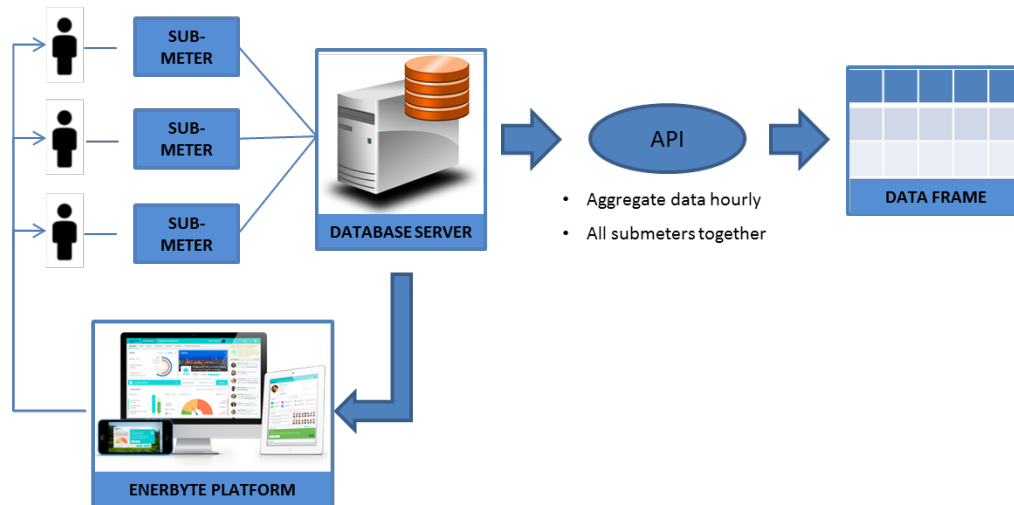 SUB-
METER
SUB-
METER
SUB-
METER
DATABASE SERVER
API
• Aggregate data hourly
• All submeters together
DATA FRAME
ENERBYTE PLATFORM